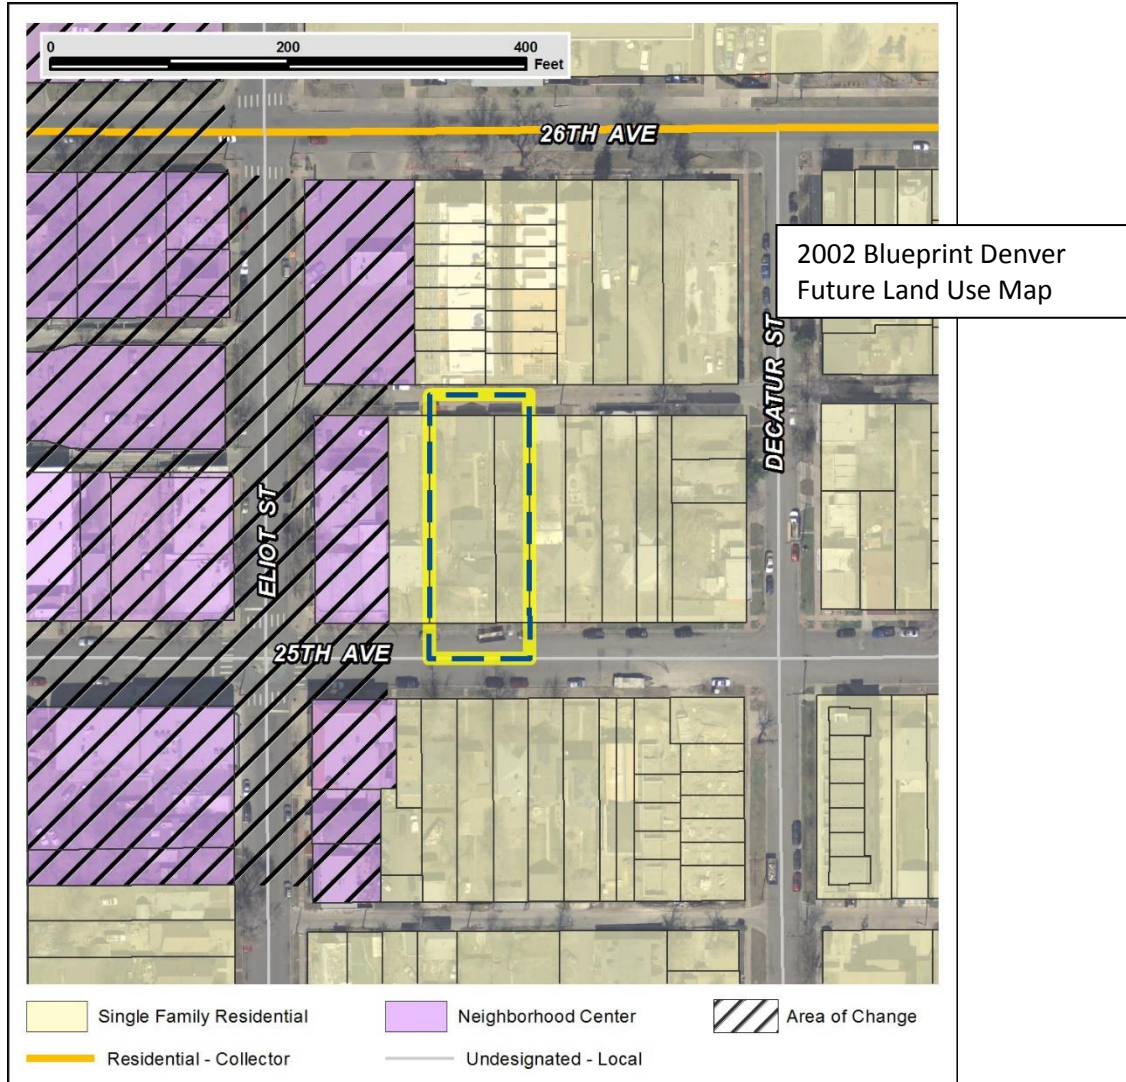 0 200 400
Feet
26TH AVE
2002 Blueprint Denver
Future Land Use Map
DECATUR ST
ELIOT ST
25TH AVE
Single Family Residential
Neighborhood Center
Area of Change
Residential - Collector
Undesignated - Local